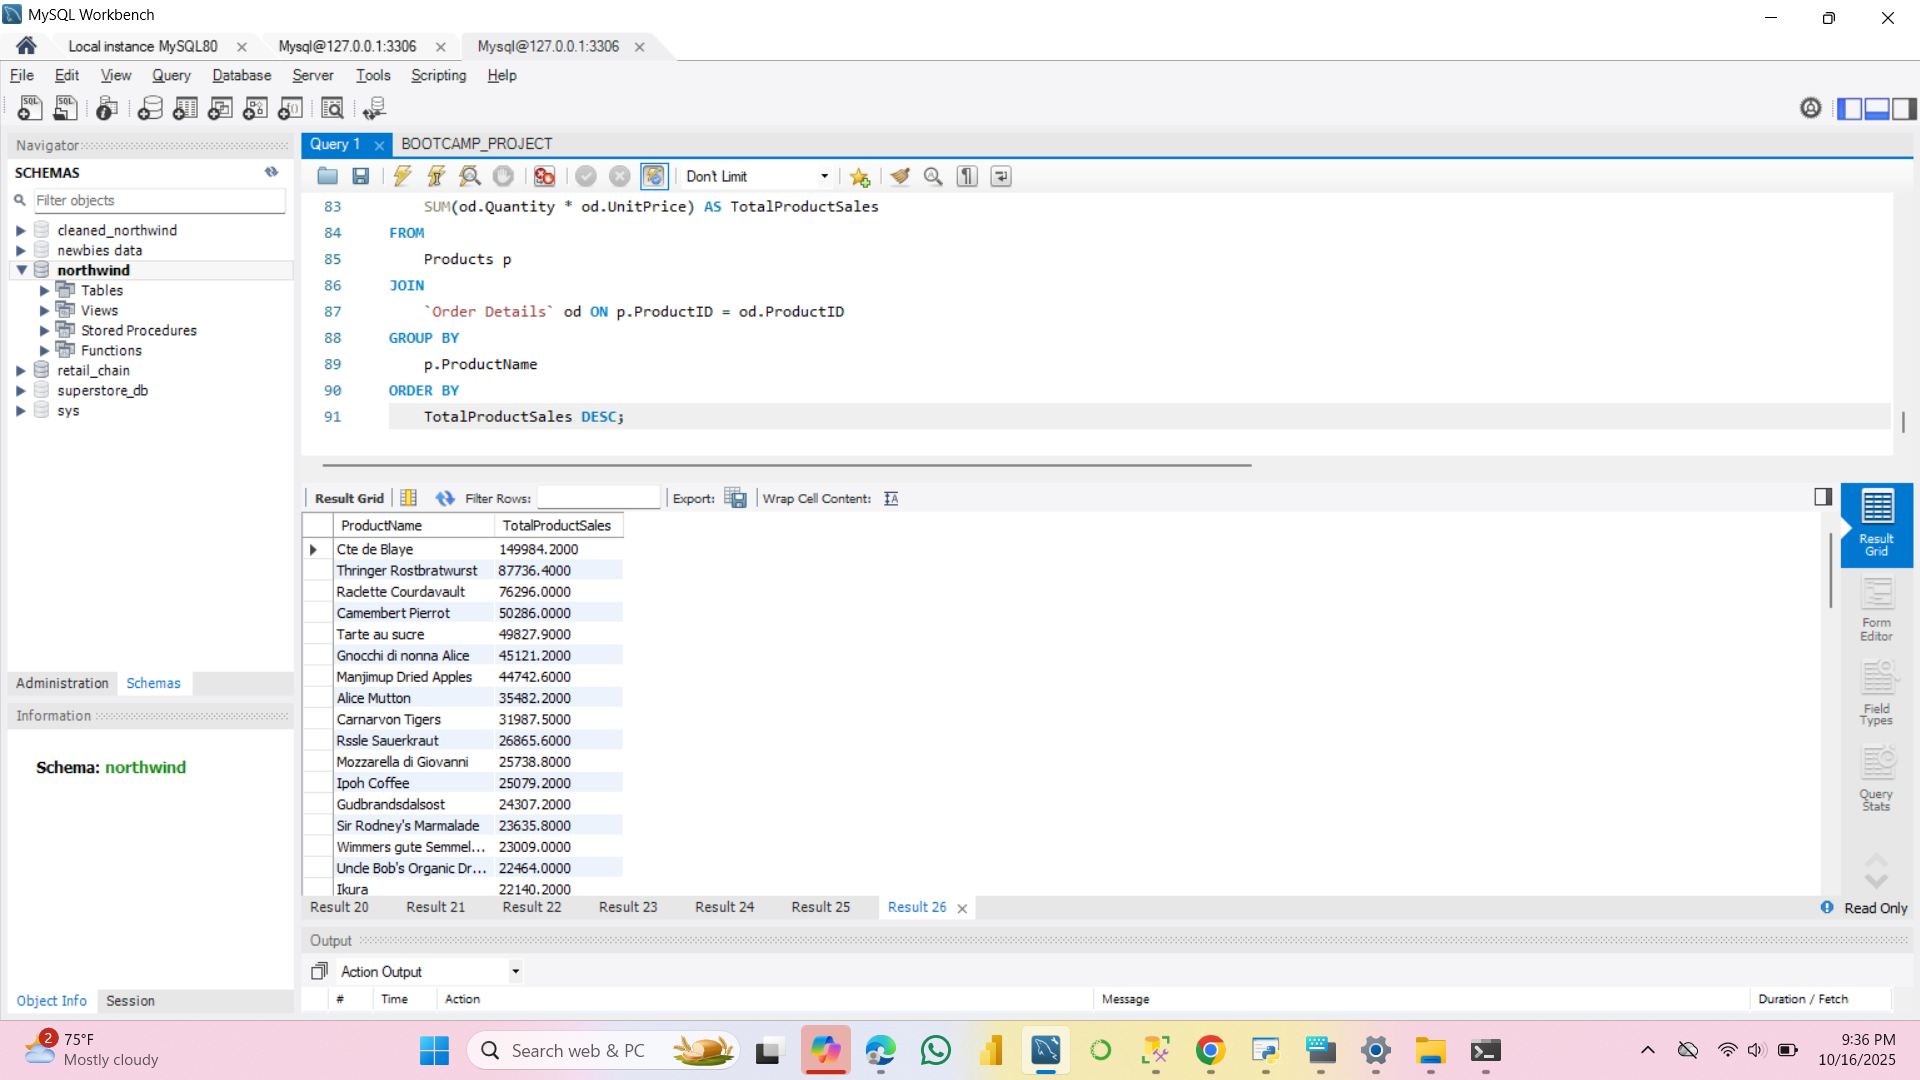 MySQL Workbench
Local instance MySQL80
Mysql@127.0.0.1:3306
Mysql@127.0.0.1:3306
File Edit View Query Database Server Tools Scripting Help
Navigator
SCHEMAS
Filter objects
cleaned_northwind
newbies data
northwind
Tables
Views
Stored Procedures
Functions
retail_chain
superstore_db
sys
Administration Schemas
Information
Schema: northwind
Object Info Session
Query 1 BOOTCAMP_PROJECT
Don't Limit
83 SUM(od.Quantity * od.UnitPrice) AS TotalProductSales
84 FROM
85 Products p
86 JOIN
87 `Order Details` od ON p.ProductID = od.ProductID
88 GROUP BY
89 p.ProductName
90 ORDER BY
91 TotalProductSales DESC;
Result Grid Filter Rows: Export: Wrap Cell Content:
ProductName TotalProductSales
Cte de Blaye 149984.2000
Thringer Rostbratwurst 87736.4000
Raclette Courdavault 76296.0000
Camembert Pierrot 50286.0000
Tarte au sucre 49827.9000
Gnocchi di nonna Alice 45121.2000
Manjimup Dried Apples 44742.6000
Alice Mutton 35482.2000
Carnarvon Tigers 31987.5000
Rssle Sauerkraut 26865.6000
Mozzarella di Giovanni 25738.8000
Ipoh Coffee 25079.2000
Gudbrandsdalsost 24307.2000
Sir Rodney's Marmalade 23635.8000
Wimmers gute Semmel... 23009.0000
Uncle Bob's Organic Dr... 22464.0000
Ikura 22140.2000
Result Grid
Form Editor
Field Types
Query Stats
Result 20 Result 21 Result 22 Result 23 Result 24 Result 25 Result 26
Read Only
Output
Action Output
# Time Action Message Duration / Fetch
2
75°F
Mostly cloudy
Search web & PC
9:36 PM
10/16/2025